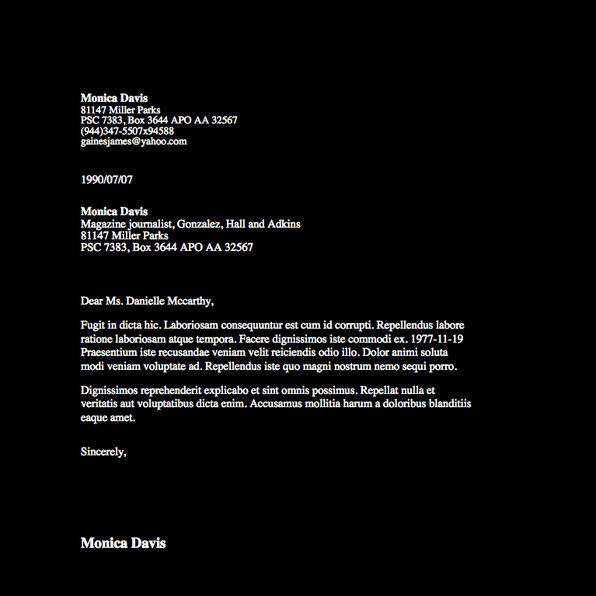 Monica Davis
81147 Miller Parks
PSC 7383, Box 3644 APO AA 32567
(944)347-5507x94588
gainesjames@yahoo.com
1990/07/07
Monica Davis
Magazine journalist, Gonzalez, Hall and Adkins
81147 Miller Parks
PSC 7383, Box 3644 APO AA 32567
Dear Ms. Danielle Mccarthy,
Fugit in dicta hic. Laboriosam consequuntur est cum id corrupti. Repellendus labore
ratione laboriosam atque tempora. Facere dignissimos iste commodi ex. 1977-11-19
Praesentium iste recusandae veniam velit reiciendis odio illo. Dolor animi soluta
modi veniam voluptate ad. Repellendus iste quo magni nostrum nemo sequi porro.
Dignissimos reprehenderit explicabo et sint omnis possimus. Repellat nulla et
veritatis aut voluptatibus dicta enim. Accusamus mollitia harum a doloribus blanditiis
eaque amet.
Sincerely,
Monica Davis